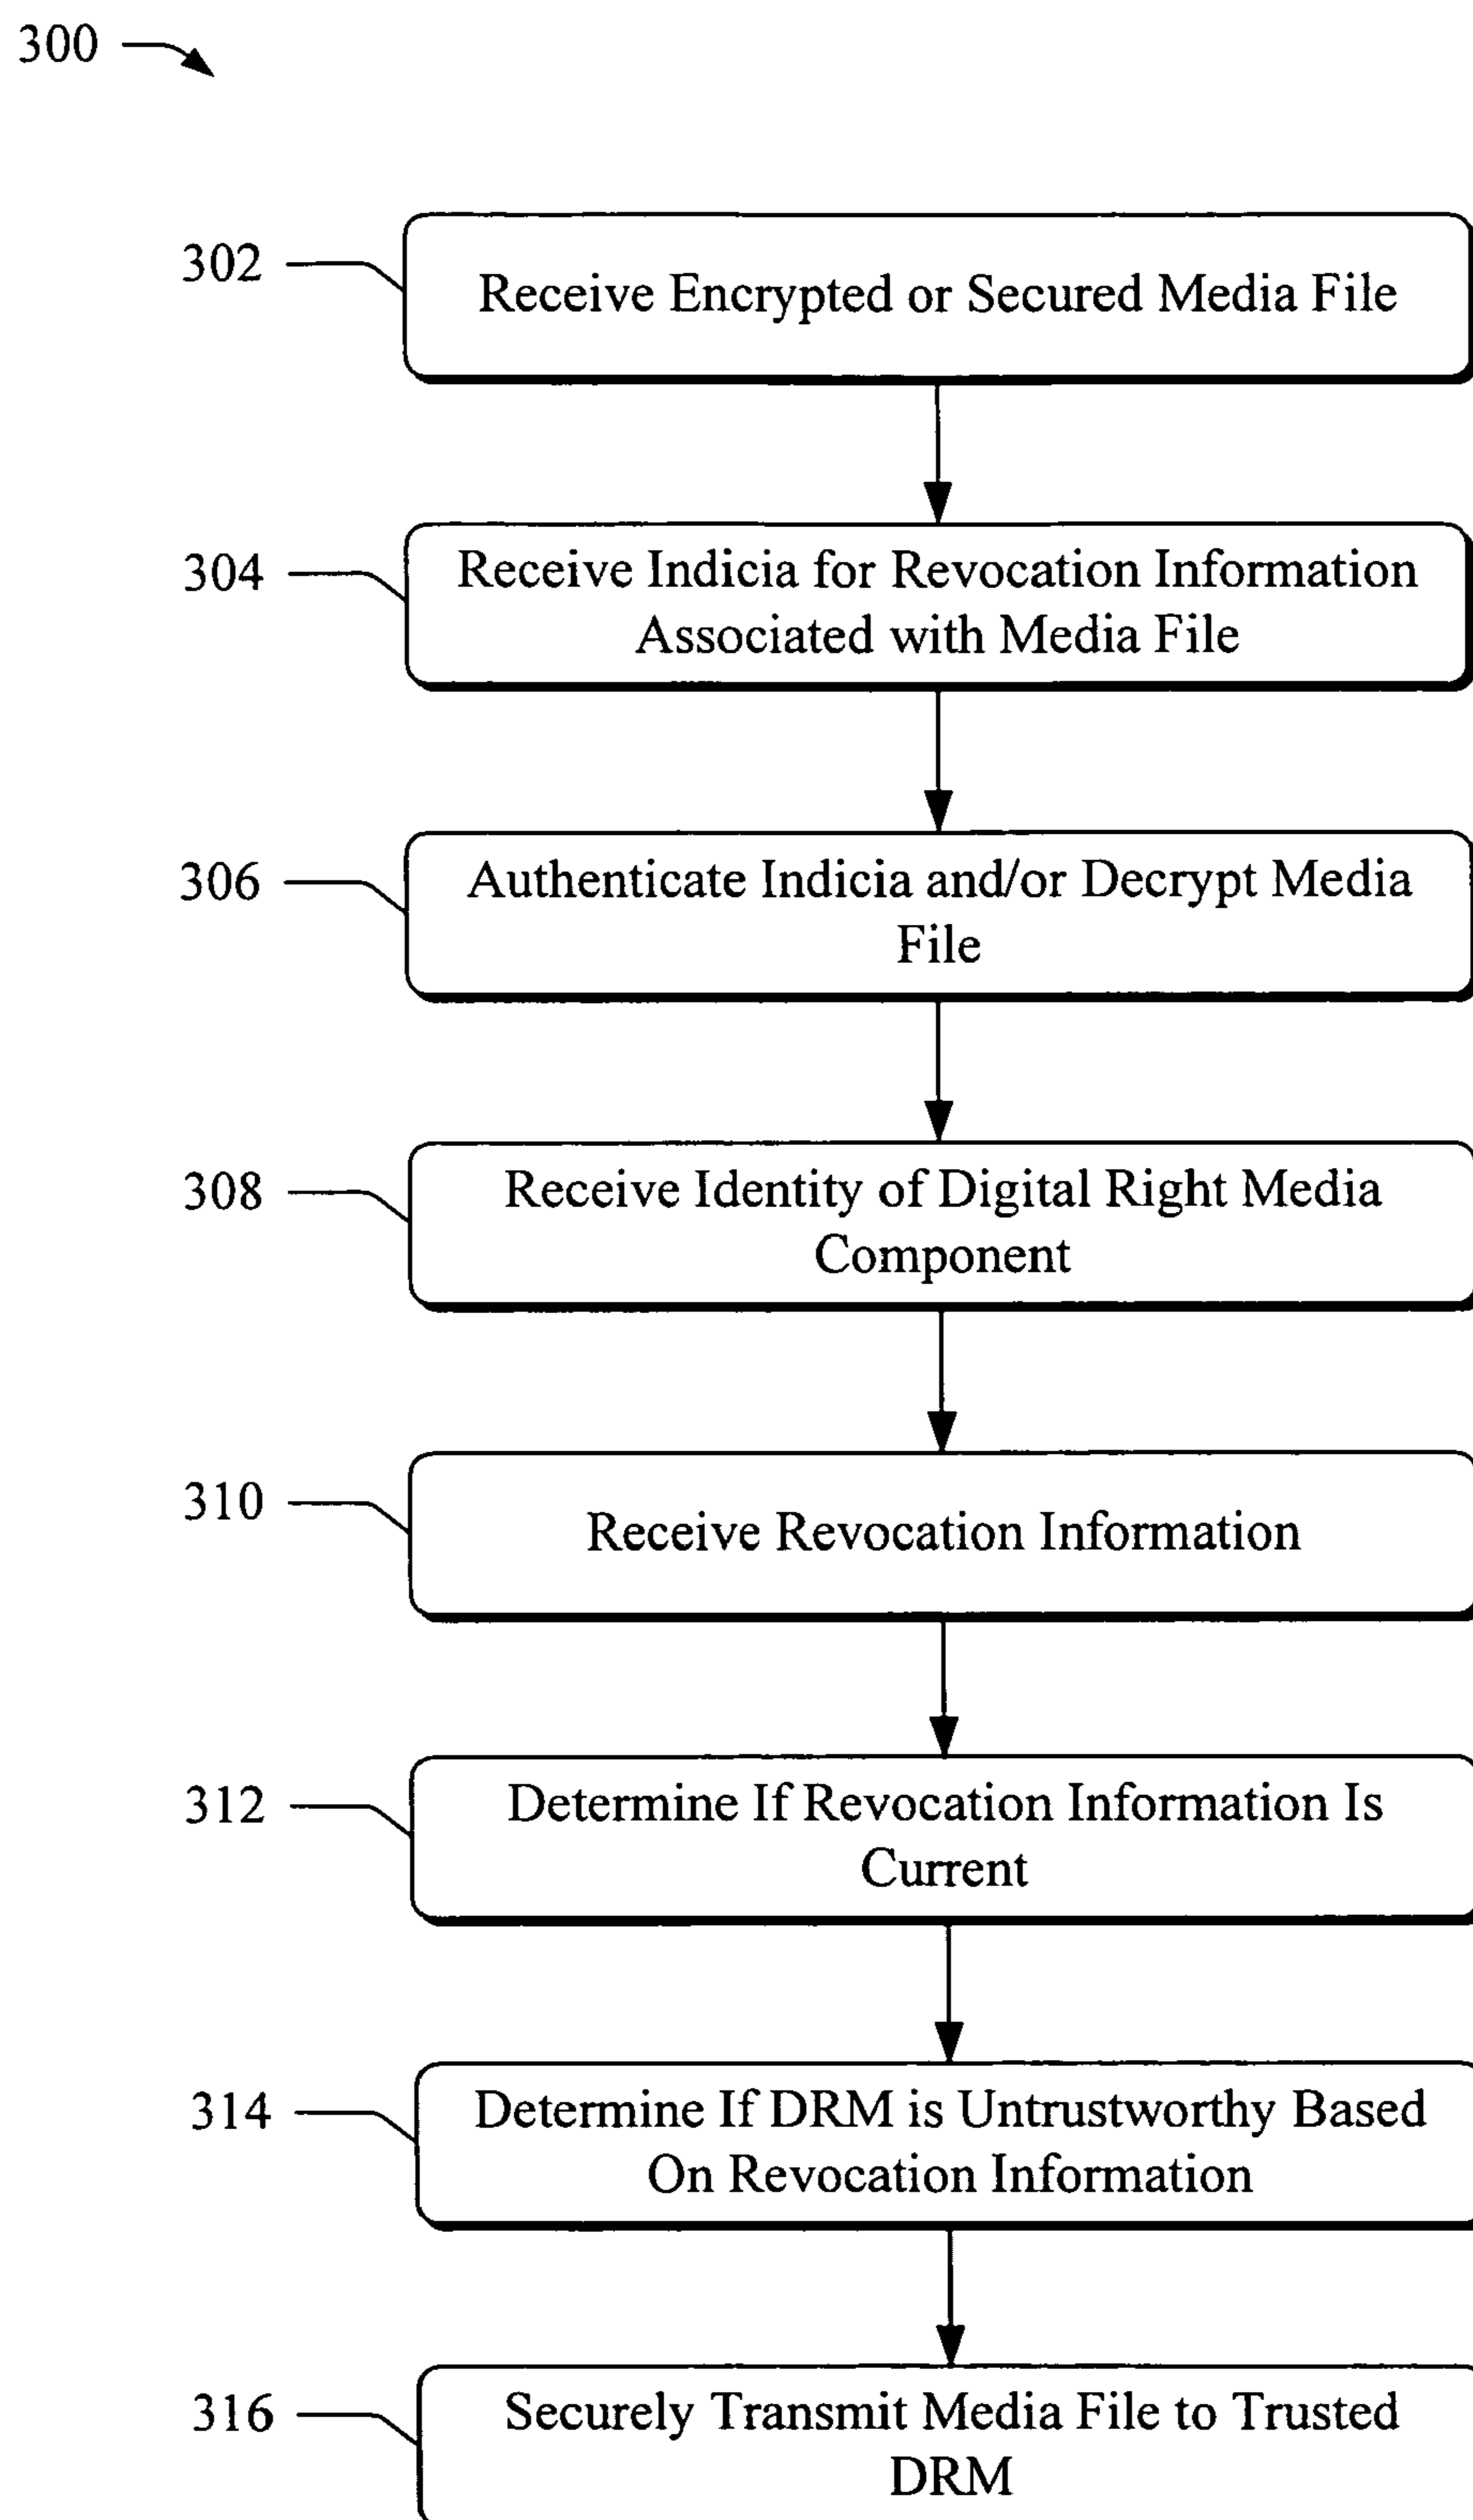 300
302
Receive Encrypted or Secured Media File
304
Receive Indicia for Revocation Information
Associated with Media File
306
Authenticate Indicia and/or Decrypt Media
File
308
Receive Identity of Digital Right Media
Component
310
Receive Revocation Information
312
Determine If Revocation Information Is
Current
314
Determine If DRM is Untrustworthy Based
On Revocation Information
316
Securely Transmit Media File to Trusted
DRM